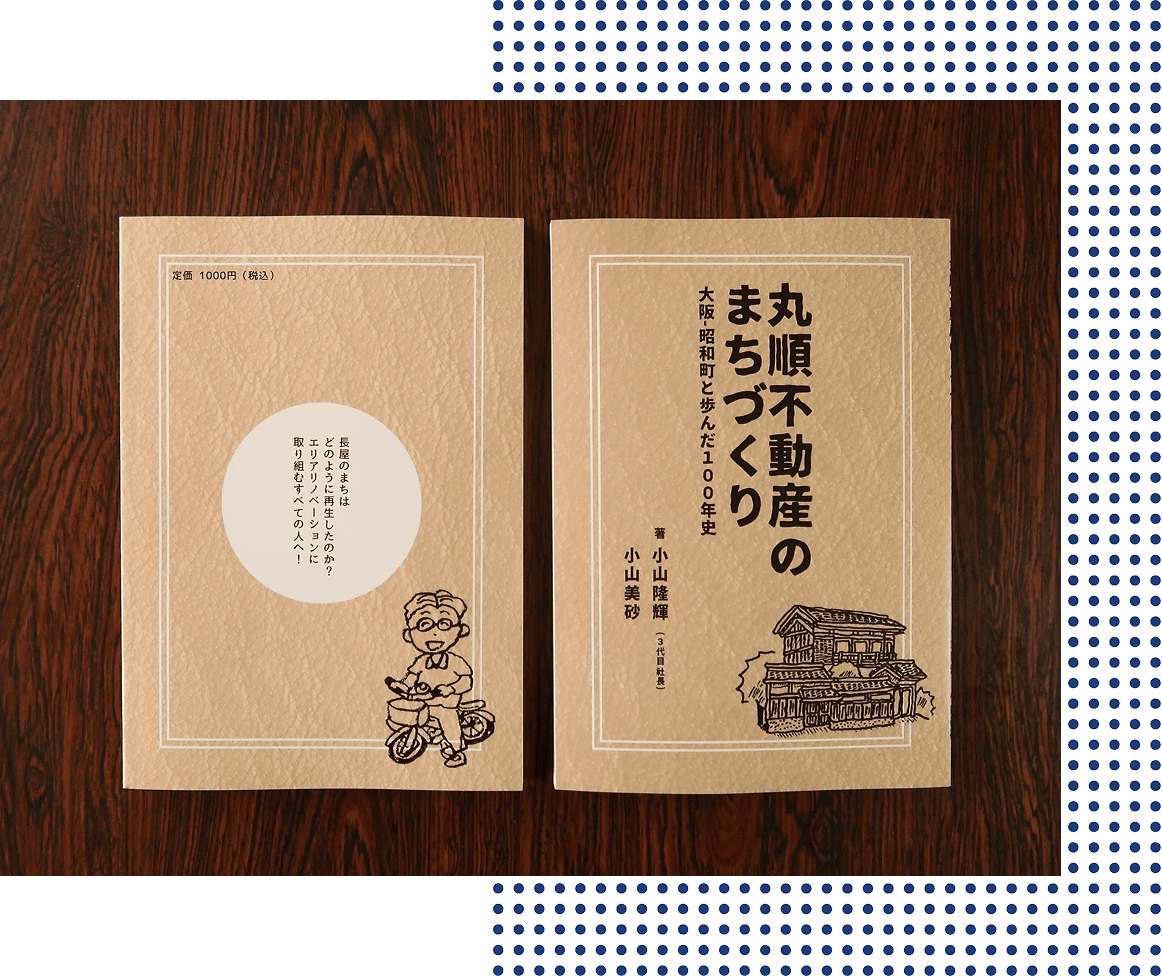 定価 1000円（税込）
長屋のまちは
どのように再生したのか？
エリアリノベーションに
取り組むすべての人へ！
丸順不動産の
まちづくり
大阪-昭和町と歩んだ100年史
著 小山隆輝（3代目社長）
小山美砂